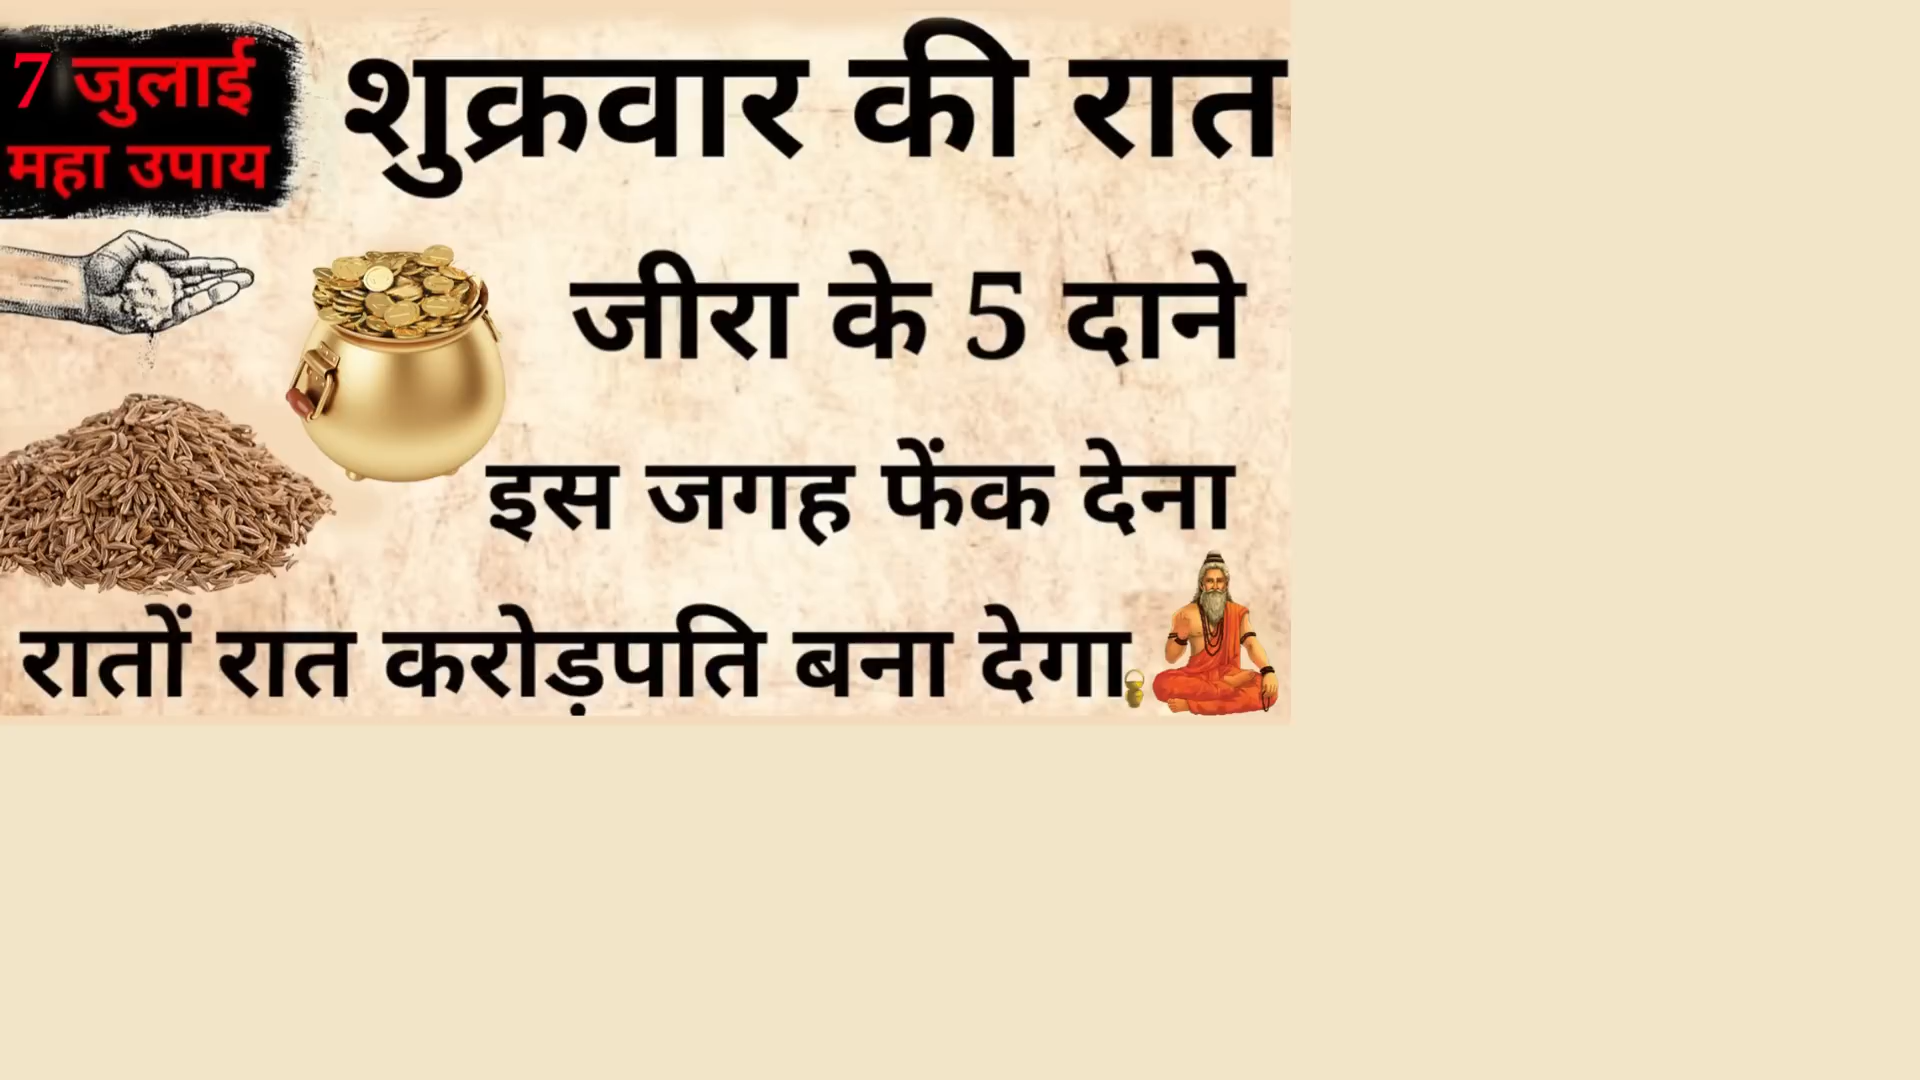 7 जुलाई
महा उपाय
शुक्रवार की रात
जीरा के 5 दाने
इस जगह फेंक देना
रातों रात करोड़पति बना देगा